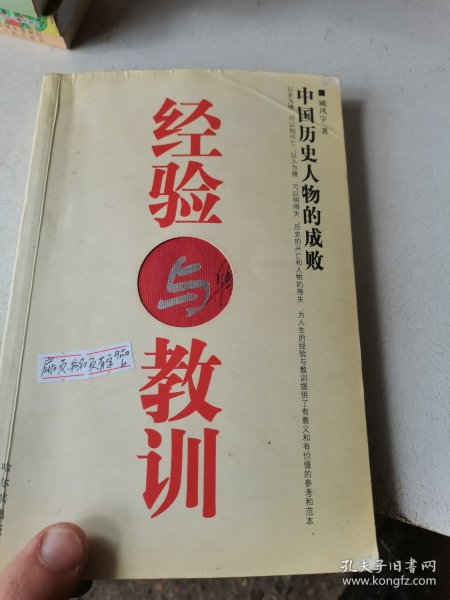 中国历史人物的成败
■臧风宇 著
以史为镜，可以知兴亡，以人为镜，可以明得失，历史的兴亡和人物的得失，为人生的经验与教训提供了有意义和有价值的参考和范本
经验
与
教训
孔夫子旧书网
www.kongfz.com